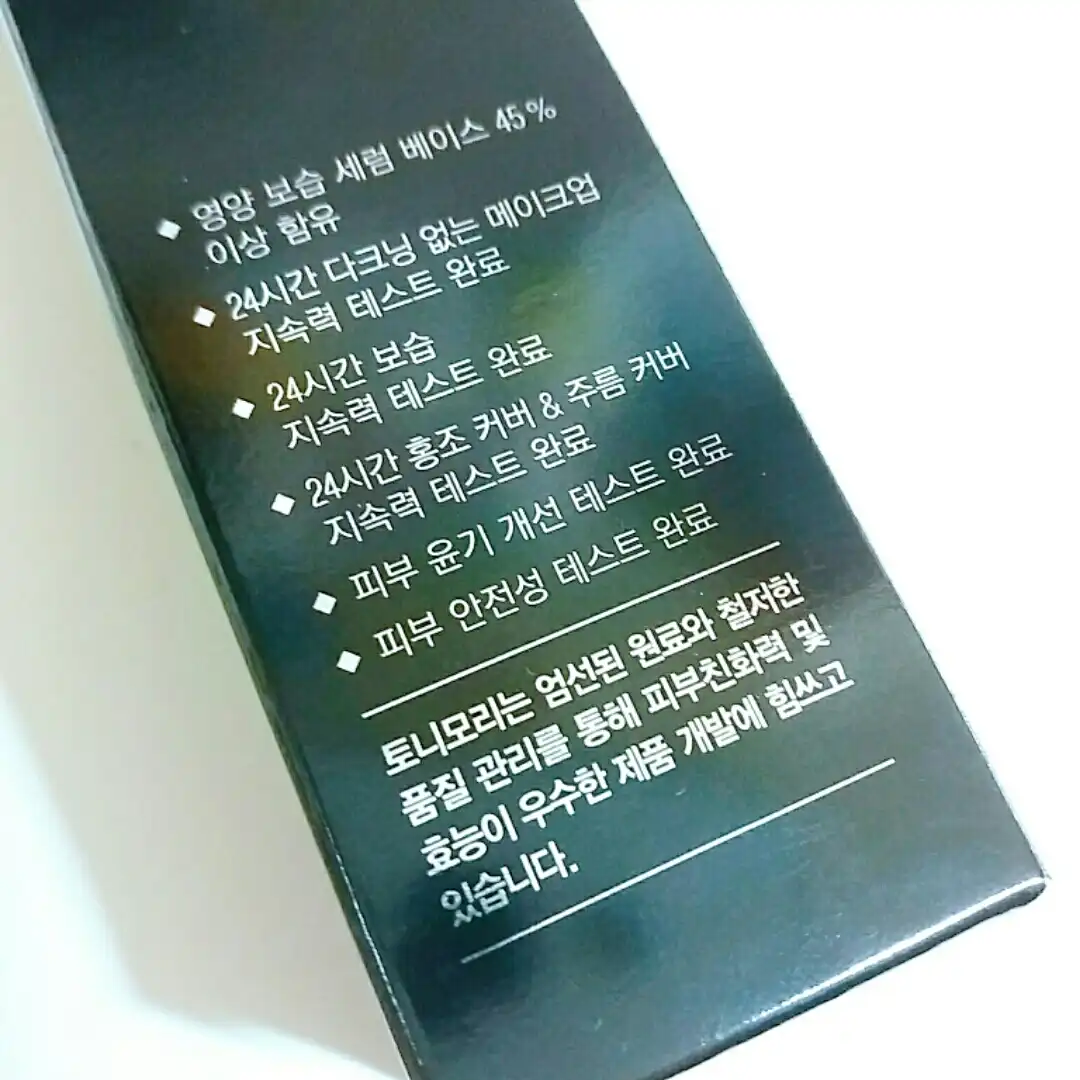 ◆ 영양 보습 세럼 베이스 45%
이상 함유
◆ 24시간 다크닝 없는 메이크업
지속력 테스트 완료
◆ 24시간 보습
지속력 테스트 완료
◆ 24시간 홍조 커버 & 주름 커버
지속력 테스트 완료
◆ 피부 윤기 개선 테스트 완료
◆ 피부 안전성 테스트 완료
토니모리는 엄선된 원료와 철저한
품질 관리를 통해 피부친화력 및
효능이 우수한 제품 개발에 힘쓰고
있습니다.